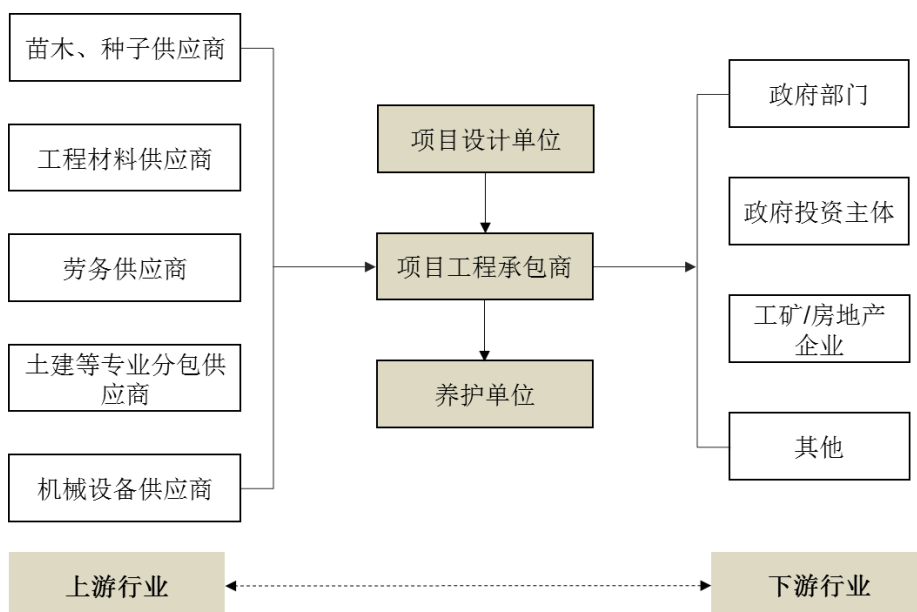 苗木、种子供应商
工程材料供应商
劳务供应商
土建等专业分包供
应商
机械设备供应商
项目设计单位
项目工程承包商
养护单位
政府部门
政府投资主体
工矿/房地产
企业
其他
上游行业
下游行业